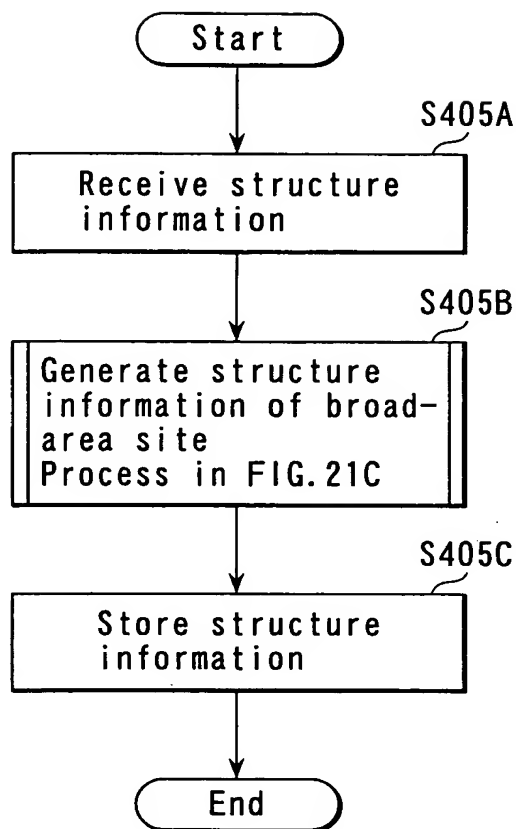 Start
S405A
Receive structure
information
S405B
Generate structure
information of broad-
area site
Process in FIG.21C
S405C
Store structure
information
End